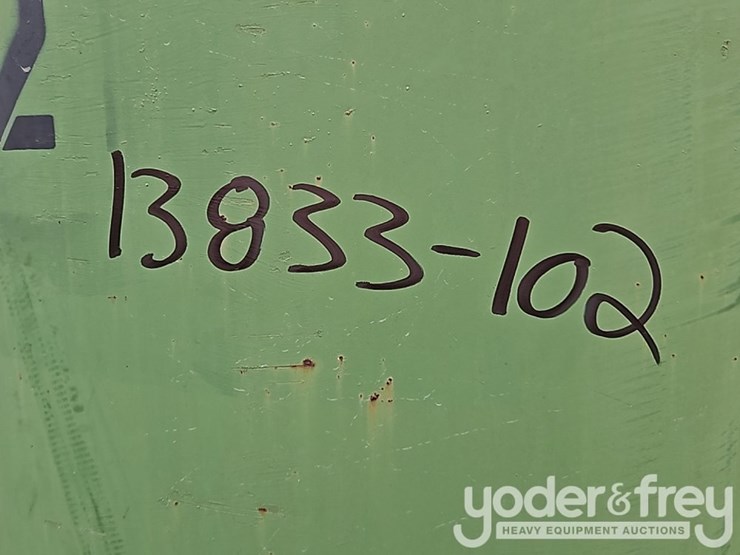 13833-102
yoder&frey
HEAVY EQUIPMENT AUCTIONS